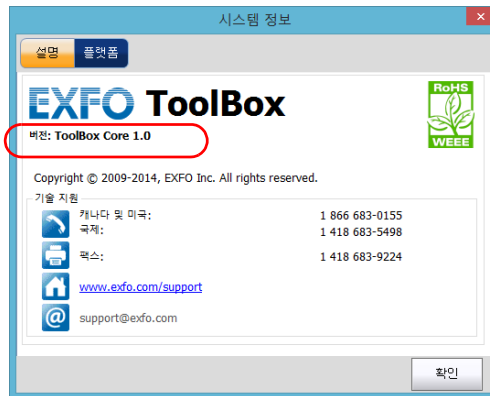 시스템 정보
설명 플랫폼
EXFO ToolBox
RoHS
WEEE
버전: ToolBox Core 1.0
Copyright © 2009-2014, EXFO Inc. All rights reserved.
기술 지원
캐나다 및 미국: 1 866 683-0155
국제: 1 418 683-5498
팩스: 1 418 683-9224
www.exfo.com/support
@ support@exfo.com
확인